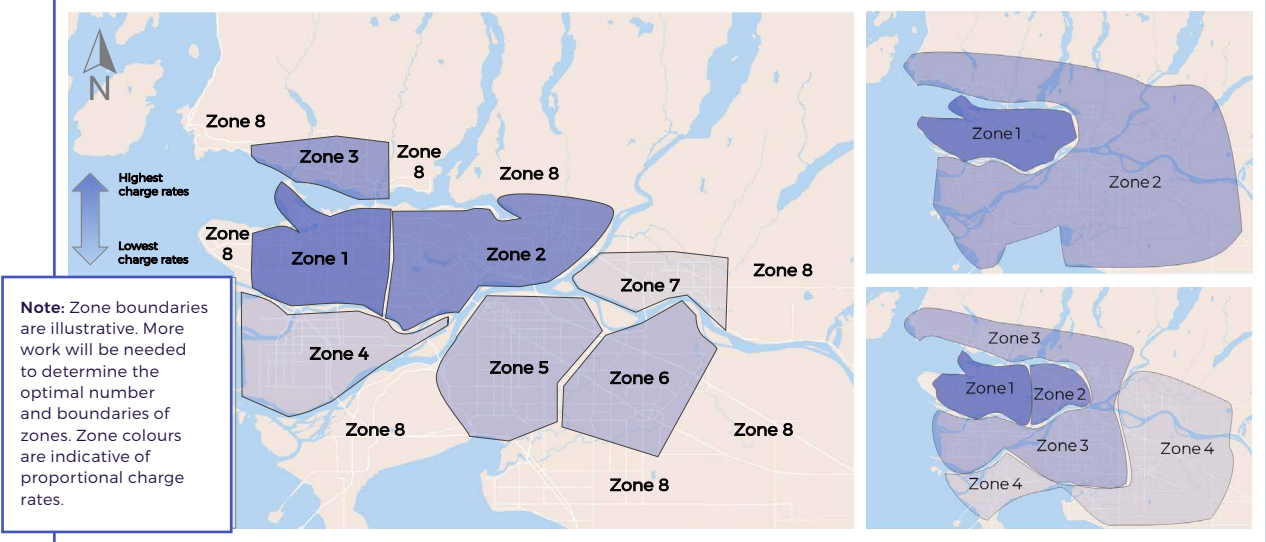 N
Highest
charge rates
Lowest
charge rates
Note: Zone boundaries
are illustrative. More
work will be needed
to determine the
optimal number
and boundaries of
zones. Zone colours
are indicative of
proportional charge
rates.
Zone 8
Zone 3
Zone
8
Zone 8
Zone
8
Zone 1
Zone 2
Zone 8
Zone 7
Zone 4
Zone 5
Zone 6
Zone 8
Zone 8
Zone 8
Zone 1
Zone 2
Zone 3
Zone 1
Zone 2
Zone 3
Zone 4
Zone 4